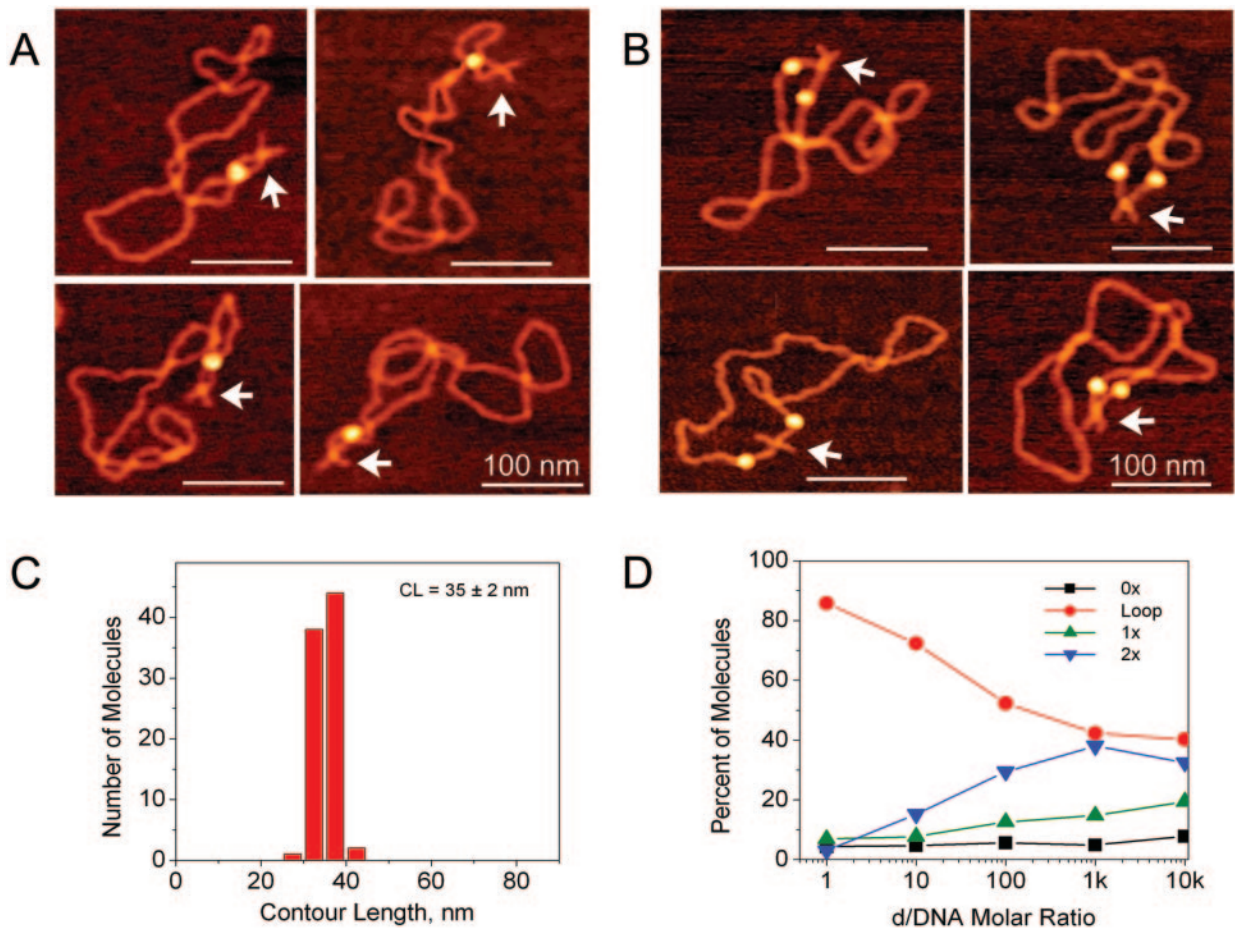 A
B
100 nm
100 nm
C
CL = 35 ± 2 nm
Number of Molecules
40
30
20
10
0
0 20 40 60 80
Contour Length, nm
D
0x
Loop
1x
2x
Percent of Molecules
100
80
60
40
20
0
1 10 100 1k 10k
d/DNA Molar Ratio